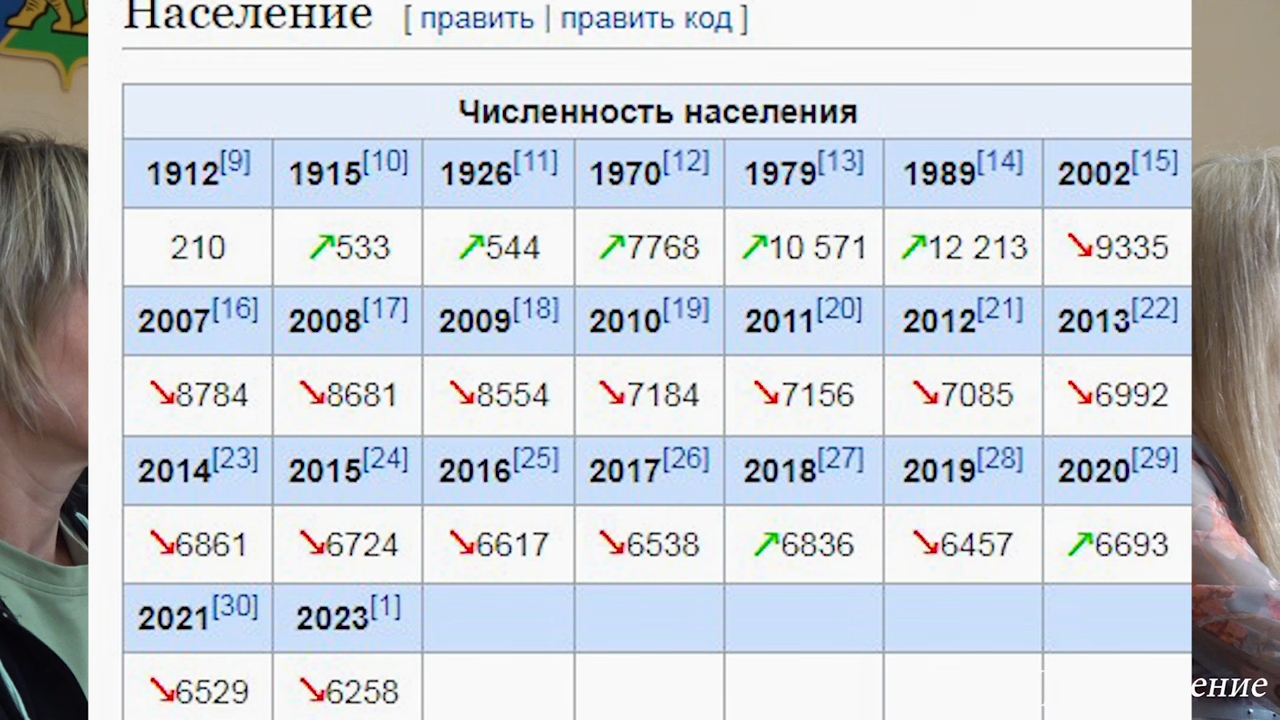 Население [ править | править код ]
Численность населения
1912[9] 1915[10] 1926[11] 1970[12] 1979[13] 1989[14] 2002[15]
210 ↗533 ↗544 ↗7768 ↗10 571 ↗12 213 ↘9335
2007[16] 2008[17] 2009[18] 2010[19] 2011[20] 2012[21] 2013[22]
↘8784 ↘8681 ↘8554 ↘7184 ↘7156 ↘7085 ↘6992
2014[23] 2015[24] 2016[25] 2017[26] 2018[27] 2019[28] 2020[29]
↘6861 ↘6724 ↘6617 ↘6538 ↗6836 ↘6457 ↗6693
2021[30] 2023[1]
↘6529 ↘6258